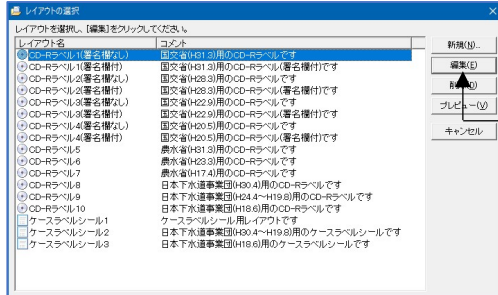 レイアウトの選択
レイアウトを選択し、[編集]をクリックしてください。
レイアウト名 コメント
CD-Rラベル1(署名欄なし) 国交省(H31.3)用のCD-Rラベルです
CD-Rラベル1(署名欄付) 国交省(H31.3)用のCD-Rラベル(署名欄付)です
CD-Rラベル2(署名欄なし) 国交省(H28.3)用のCD-Rラベルです
CD-Rラベル2(署名欄付) 国交省(H28.3)用のCD-Rラベル(署名欄付)です
CD-Rラベル3(署名欄なし) 国交省(H22.9)用のCD-Rラベルです
CD-Rラベル3(署名欄付) 国交省(H22.9)用のCD-Rラベル(署名欄付)です
CD-Rラベル4(署名欄なし) 国交省(H20.5)用のCD-Rラベルです
CD-Rラベル4(署名欄付) 国交省(H20.5)用のCD-Rラベル(署名欄付)です
CD-Rラベル5 農水省(H31.3)用のCD-Rラベルです
CD-Rラベル6 農水省(H23.3)用のCD-Rラベルです
CD-Rラベル7 農水省(H17.4)用のCD-Rラベルです
CD-Rラベル8 日本下水道事業団(H30.4)用のCD-Rラベルです
CD-Rラベル9 日本下水道事業団(H24.4～H19.8)用のCD-Rラベルです
CD-Rラベル10 日本下水道事業団(H18.6)用のCD-Rラベルです
ケースラベルシール1 ケースラベルシール用レイアウトです
ケースラベルシール2 日本下水道事業団(H30.4～H19.8)用のケースラベルシールです
ケースラベルシール3 日本下水道事業団(H18.6)用のケースラベルシールです
新規(N)...
編集(E)
削除(D)
プレビュー(V)
キャンセル